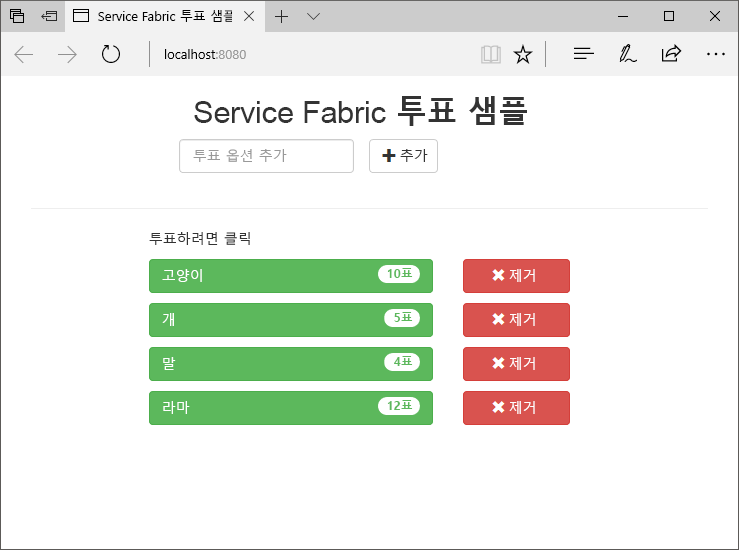 Service Fabric 투표 샘플
localhost:8080
Service Fabric 투표 샘플
투표 옵션 추가
추가
투표하려면 클릭
고양이 10표 제거
개 5표 제거
말 4표 제거
라마 12표 제거